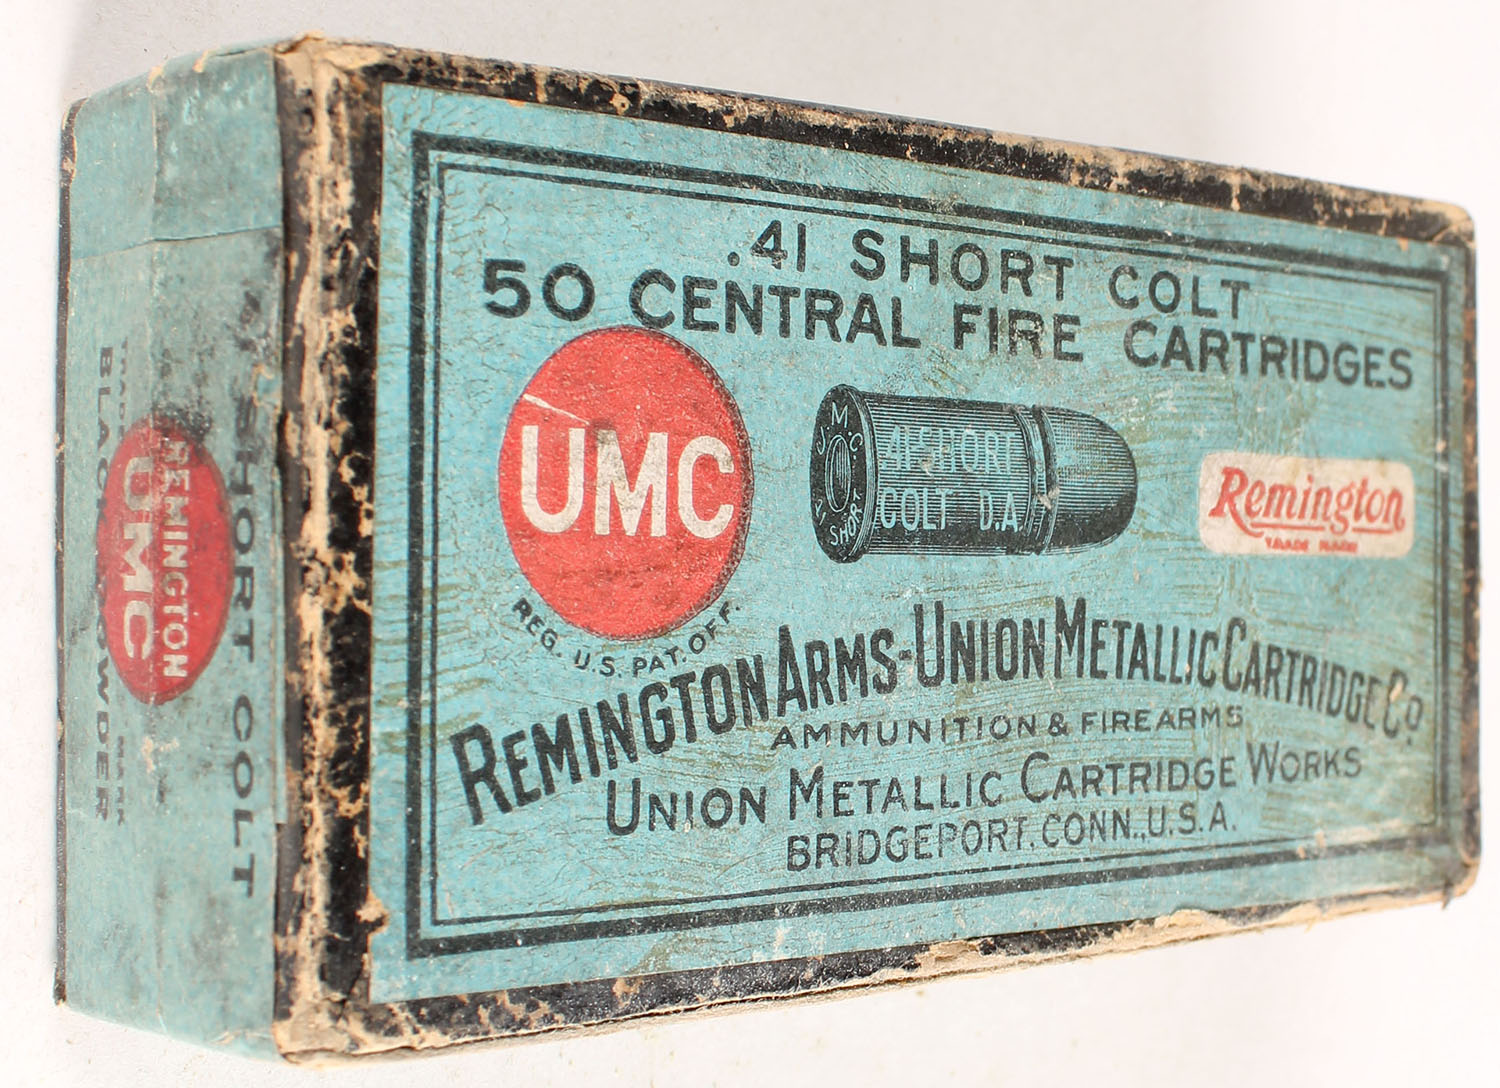 .41 SHORT COLT
50 CENTRAL FIRE CARTRIDGES
UMC
REG. U.S. PAT. OFF.
U.M.C
.41 SHORT
41 SHORT
COLT D.A.
Remington
TRADE MARK
REMINGTON ARMS-UNION METALLIC CARTRIDGE CO.
AMMUNITION & FIREARMS
UNION METALLIC CARTRIDGE WORKS
BRIDGEPORT, CONN., U.S.A.
SHORT COLT
REMINGTON
UMC
TRADE MARK
BLACK POWDER